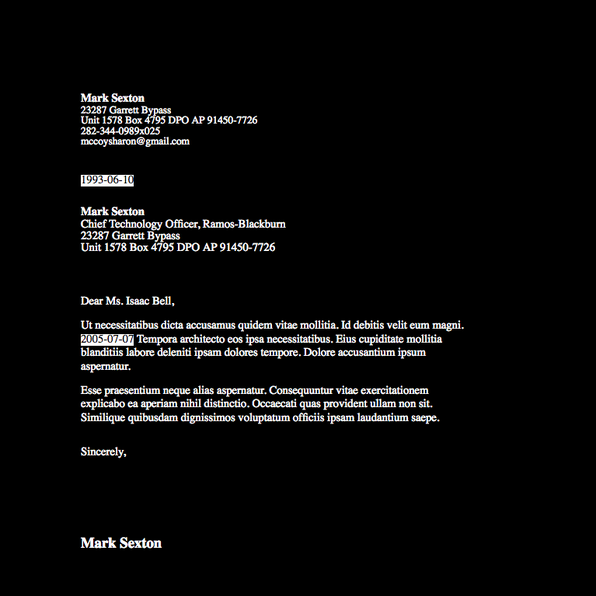 Mark Sexton
23287 Garrett Bypass
Unit 1578 Box 4795 DPO AP 91450-7726
282-344-0989x025
mccoysharon@gmail.com
1993-06-10
Mark Sexton
Chief Technology Officer, Ramos-Blackburn
23287 Garrett Bypass
Unit 1578 Box 4795 DPO AP 91450-7726
Dear Ms. Isaac Bell,
Ut necessitatibus dicta accusamus quidem vitae mollitia. Id debitis velit eum magni.
2005-07-07 Tempora architecto eos ipsa necessitatibus. Eius cupiditate mollitia
blanditiis labore deleniti ipsam dolores tempore. Dolore accusantium ipsum
aspernatur.
Esse praesentium neque alias aspernatur. Consequuntur vitae exercitationem
explicabo ea aperiam nihil distinctio. Occaecati quas provident ullam non sit.
Similique quibusdam dignissimos voluptatum officiis ipsam laudantium saepe.
Sincerely,
Mark Sexton